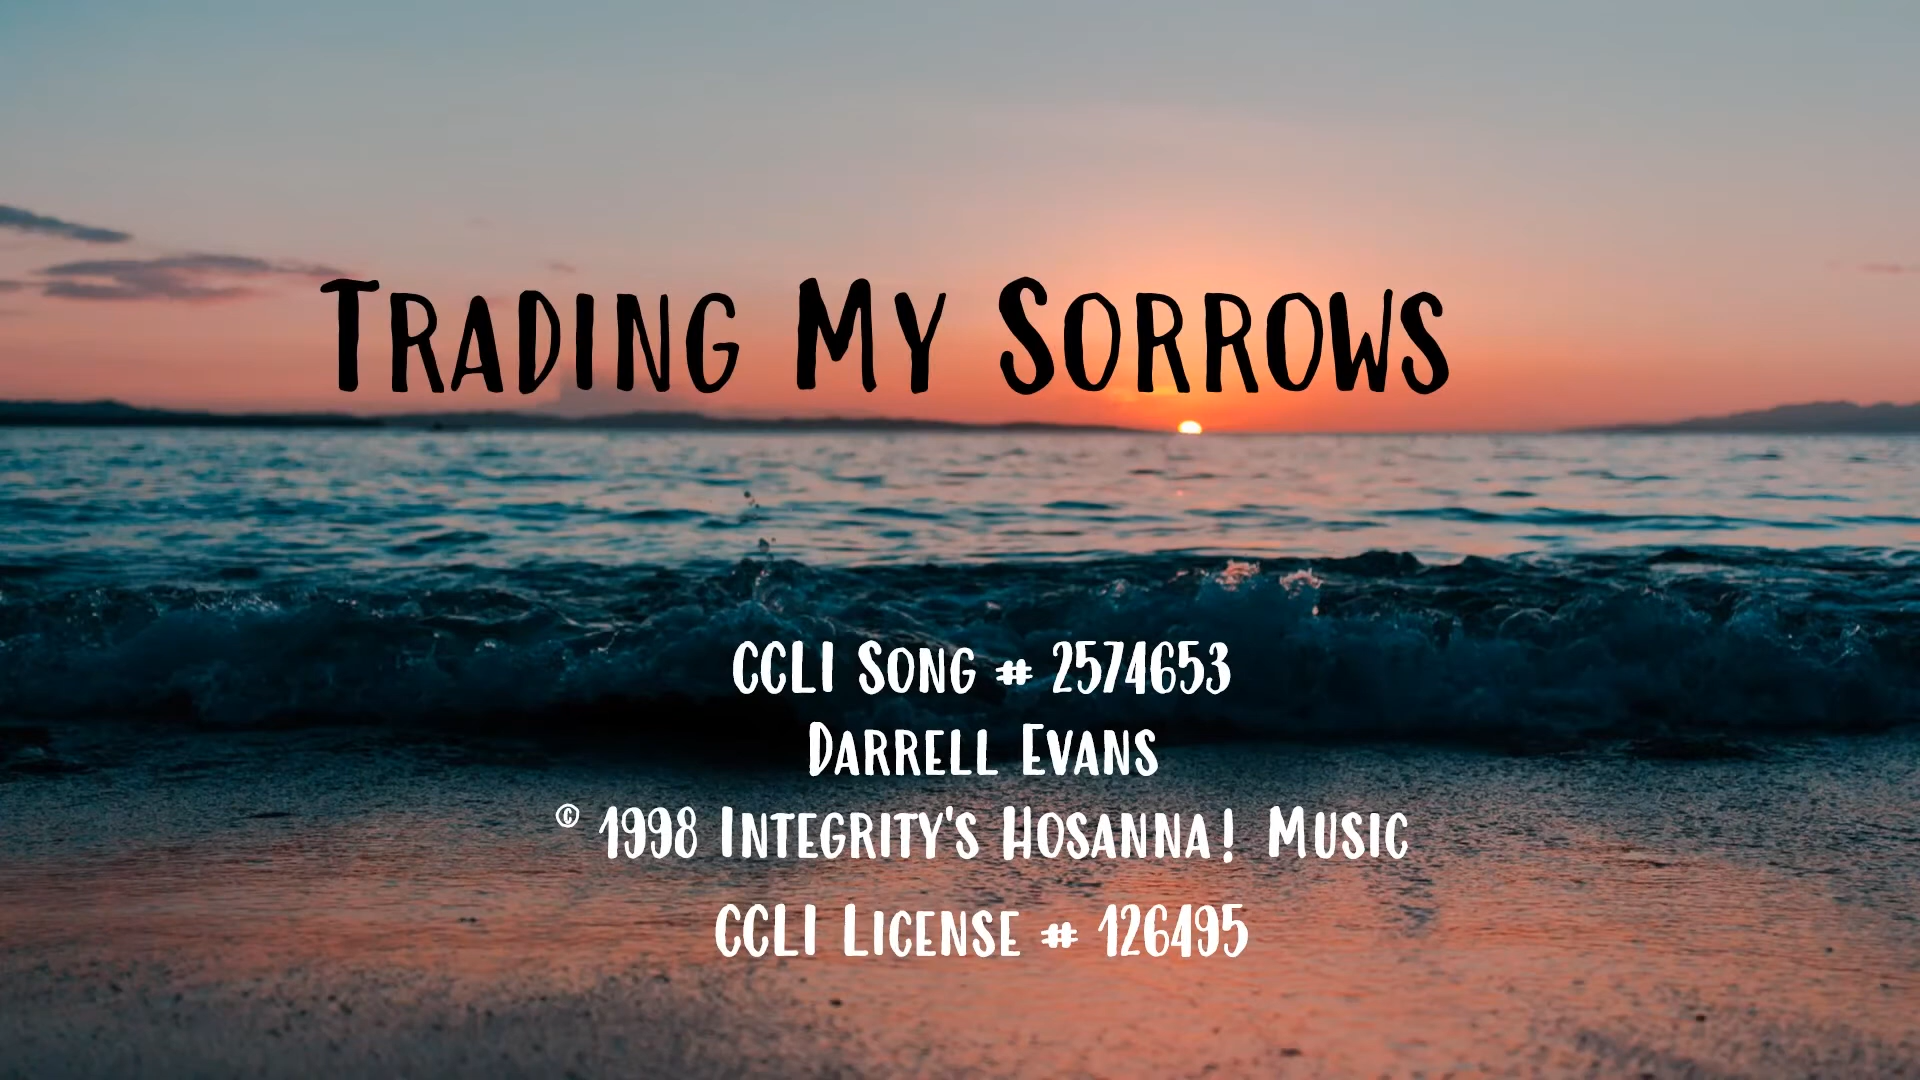 Trading My Sorrows
CCLI Song # 2574653
Darrell Evans
© 1998 Integrity's Hosanna! Music
CCLI License # 126495